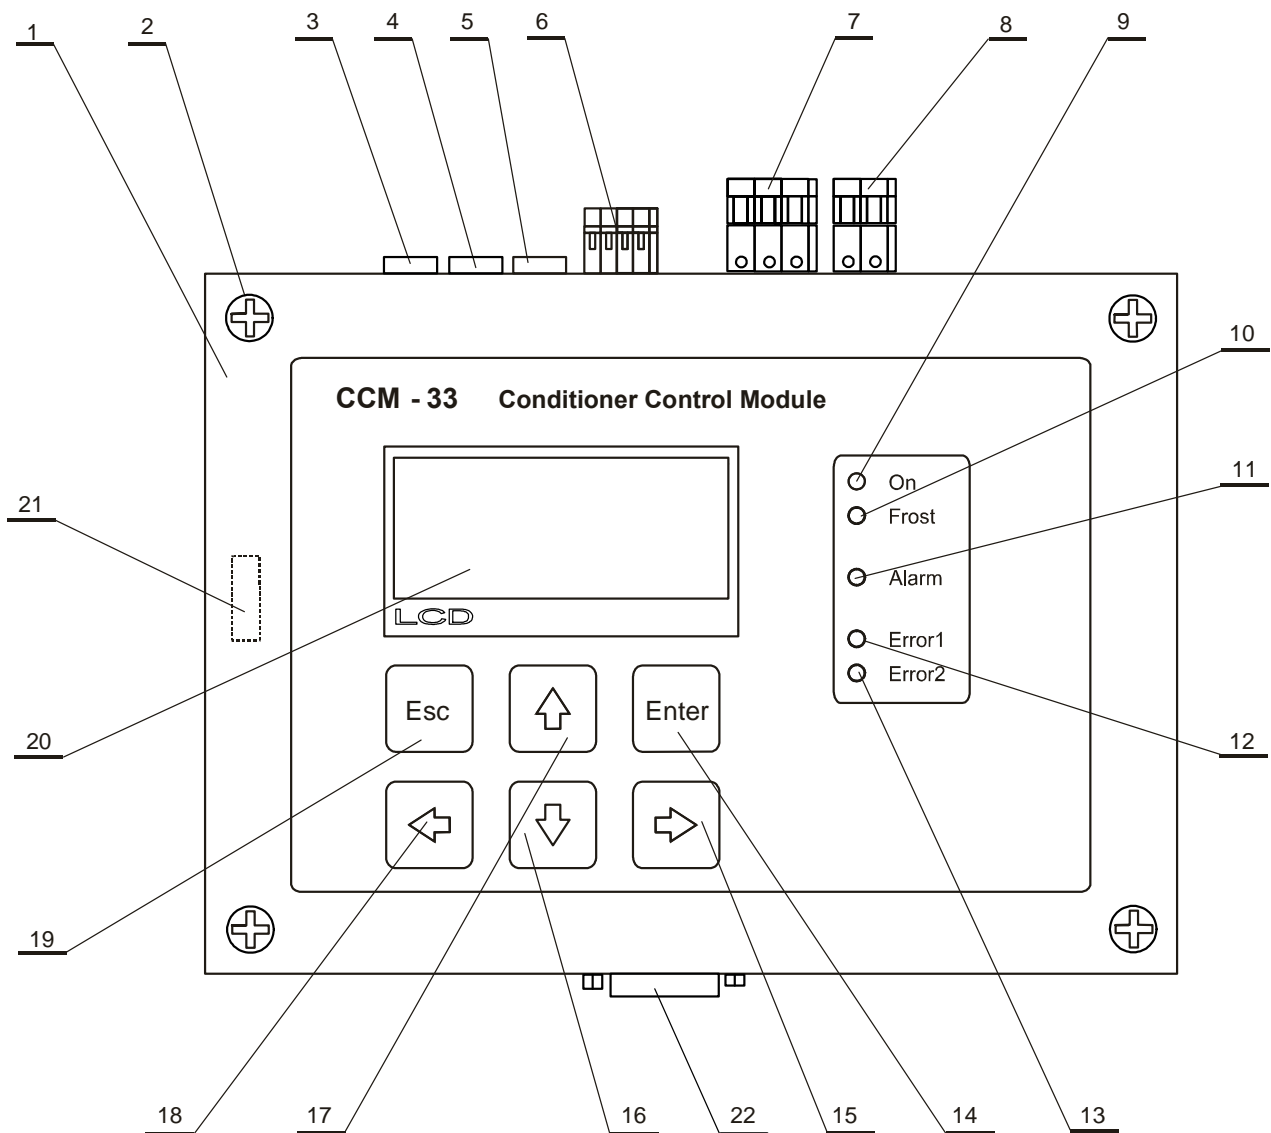 1 2 3 4 5 6 7 8 9
10
CCM - 33 Conditioner Control Module
11
On
21
Frost
Alarm
LCD
Error1
Error2
Esc
Enter
20
12
19
18 17 16 22 15 14 13